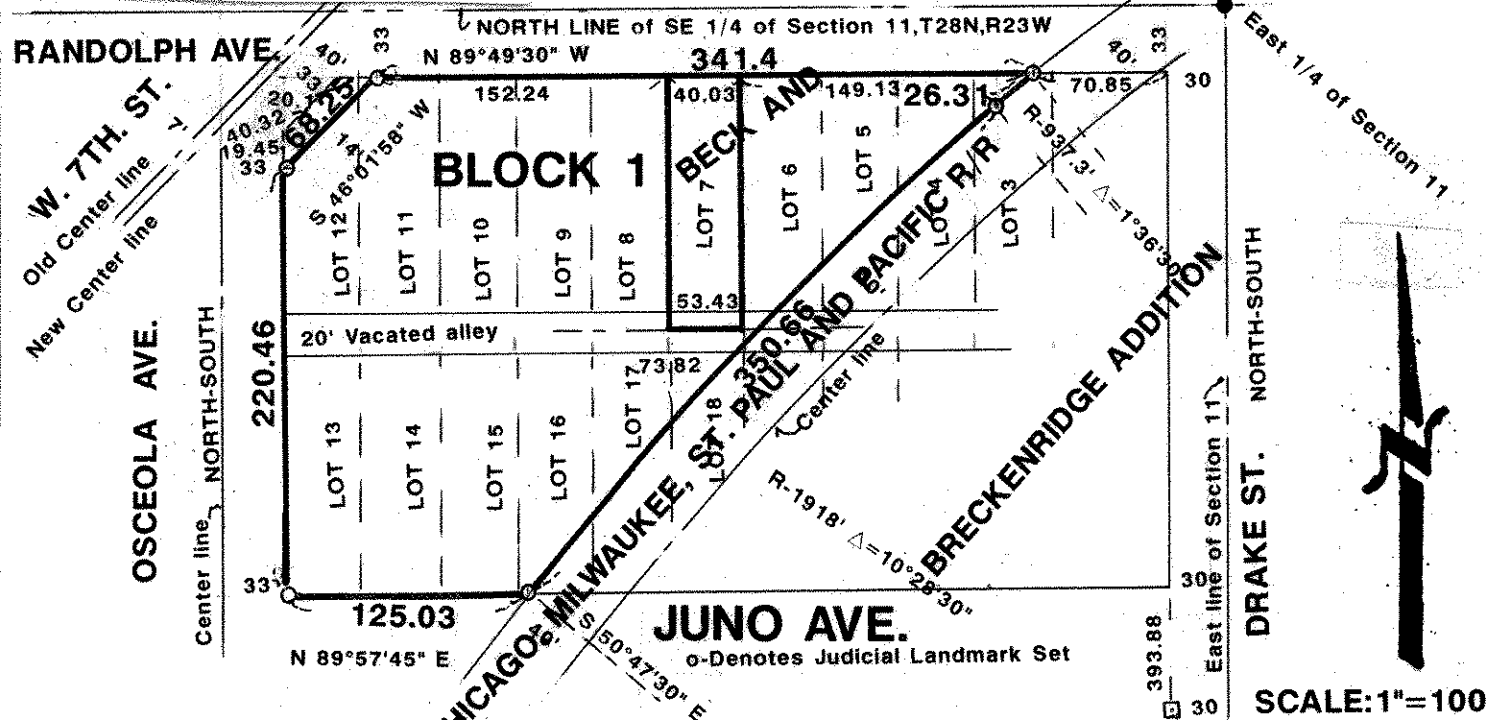 NORTH LINE of SE 1/4 of Section 11,T28N,R23W
RANDOLPH AVE.
33
N 89°49'30" W
341.4
40'
33
East 1/4 of Section 11
W. 7TH. ST.
40'
33
20
40.32
19.45
33
68.25
14'
7'
S 46°01'58" W
152.24
40.03
149.13
26.31
70.85
30
BECK AND
BLOCK 1
R-937.3'
Old Center line
New Center line
LOT 12
LOT 11
LOT 10
LOT 9
LOT 8
LOT 7
LOT 6
LOT 5
LOT 4
LOT 3
53.43
20' Vacated alley
73.82
350.66
Center line
220.46
OSCEOLA AVE.
Center line
NORTH-SOUTH
LOT 13
LOT 14
LOT 15
LOT 16
LOT 17
LOT 18
CHICAGO, MILWAUKEE, ST. PAUL AND PACIFIC R/R
BRECKENRIDGE ADDITION
R-1918' △=10°28'30"
NORTH-SOUTH
East line of Section 11
DRAKE ST.
33'
125.03
N 89°57'45" E
40'
S 50°47'30" E
JUNO AVE.
o-Denotes Judicial Landmark Set
30
393.88
30
SCALE:1"=100